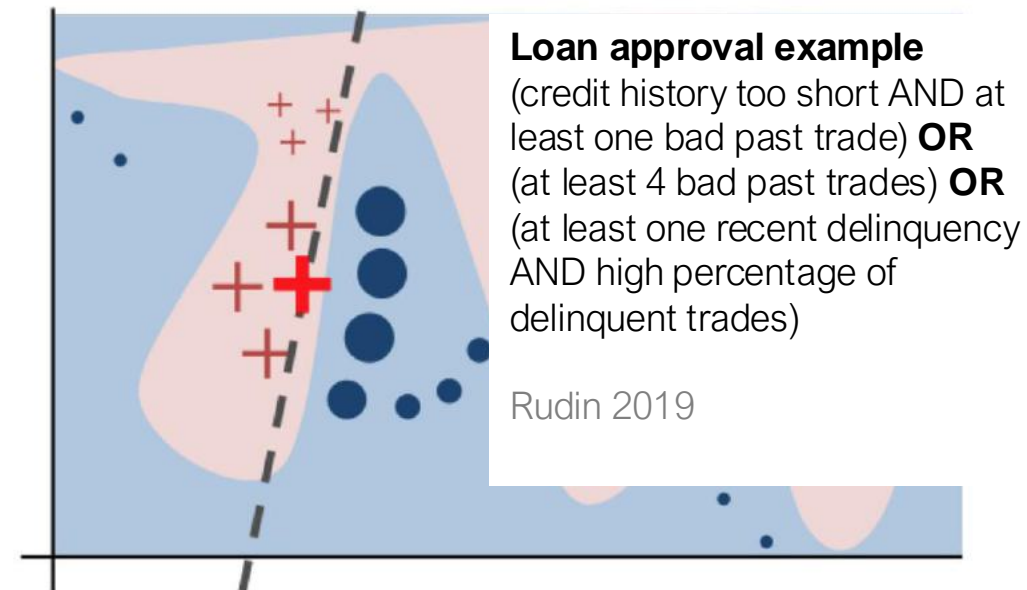 Loan approval example
(credit history too short AND at
least one bad past trade) OR
(at least 4 bad past trades) OR
(at least one recent delinquency
AND high percentage of
delinquent trades)
Rudin 2019